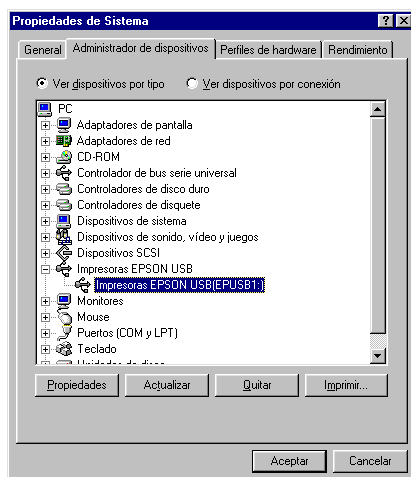 Propiedades de Sistema
General Administrador de dispositivos Perfiles de hardware Rendimiento
Ver dispositivos por tipo Ver dispositivos por conexión
PC
Adaptadores de pantalla
Adaptadores de red
CD-ROM
Controlador de bus serie universal
Controladores de disco duro
Controladores de disquete
Dispositivos de sistema
Dispositivos de sonido, vídeo y juegos
Dispositivos SCSI
Impresoras EPSON USB
Impresoras EPSON USB(EPUSB1:)
Monitores
Mouse
Puertos (COM y LPT)
Teclado
Propiedades Actualizar Quitar Imprimir...
Aceptar Cancelar